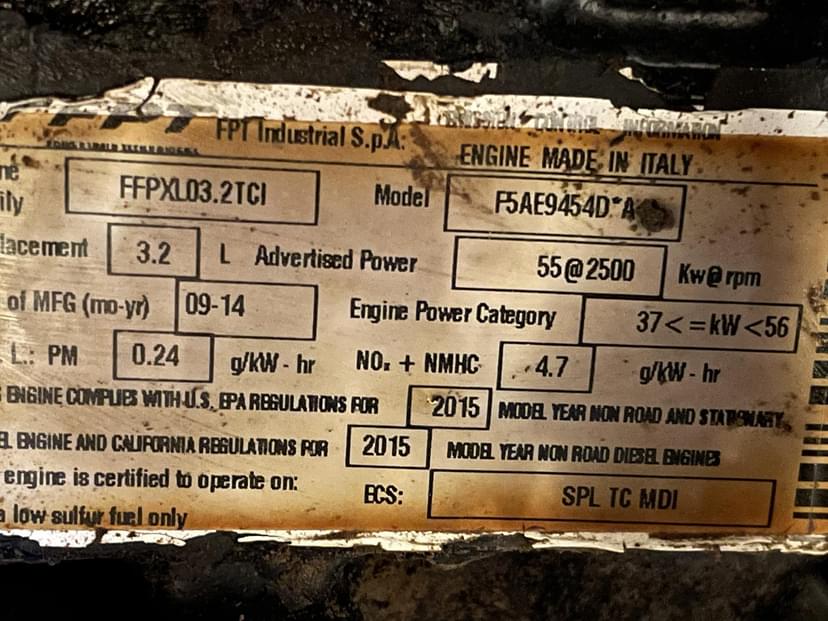 FPT Industrial S.p.A. EMISSION CONTROL INFORMATION
ENGINE MADE IN ITALY
FFPXL03.2TCI Model F5AE9454D*A
lacement 3.2 L Advertised Power 55@2500 Kw@rpm
of MFG (mo-yr) 09-14 Engine Power Category 37<=kW<56
L.: PM 0.24 g/kW-hr NOx + NMHC 4.7 g/kW-hr
ENGINE COMPLIES WITH U.S. EPA REGULATIONS FOR 2015 MODEL YEAR NON ROAD AND STATIONARY
EL ENGINE AND CALIFORNIA REGULATIONS FOR 2015 MODEL YEAR NON ROAD DIESEL ENGINES
engine is certified to operate on: ECS: SPL TC MDI
a low sulfur fuel only